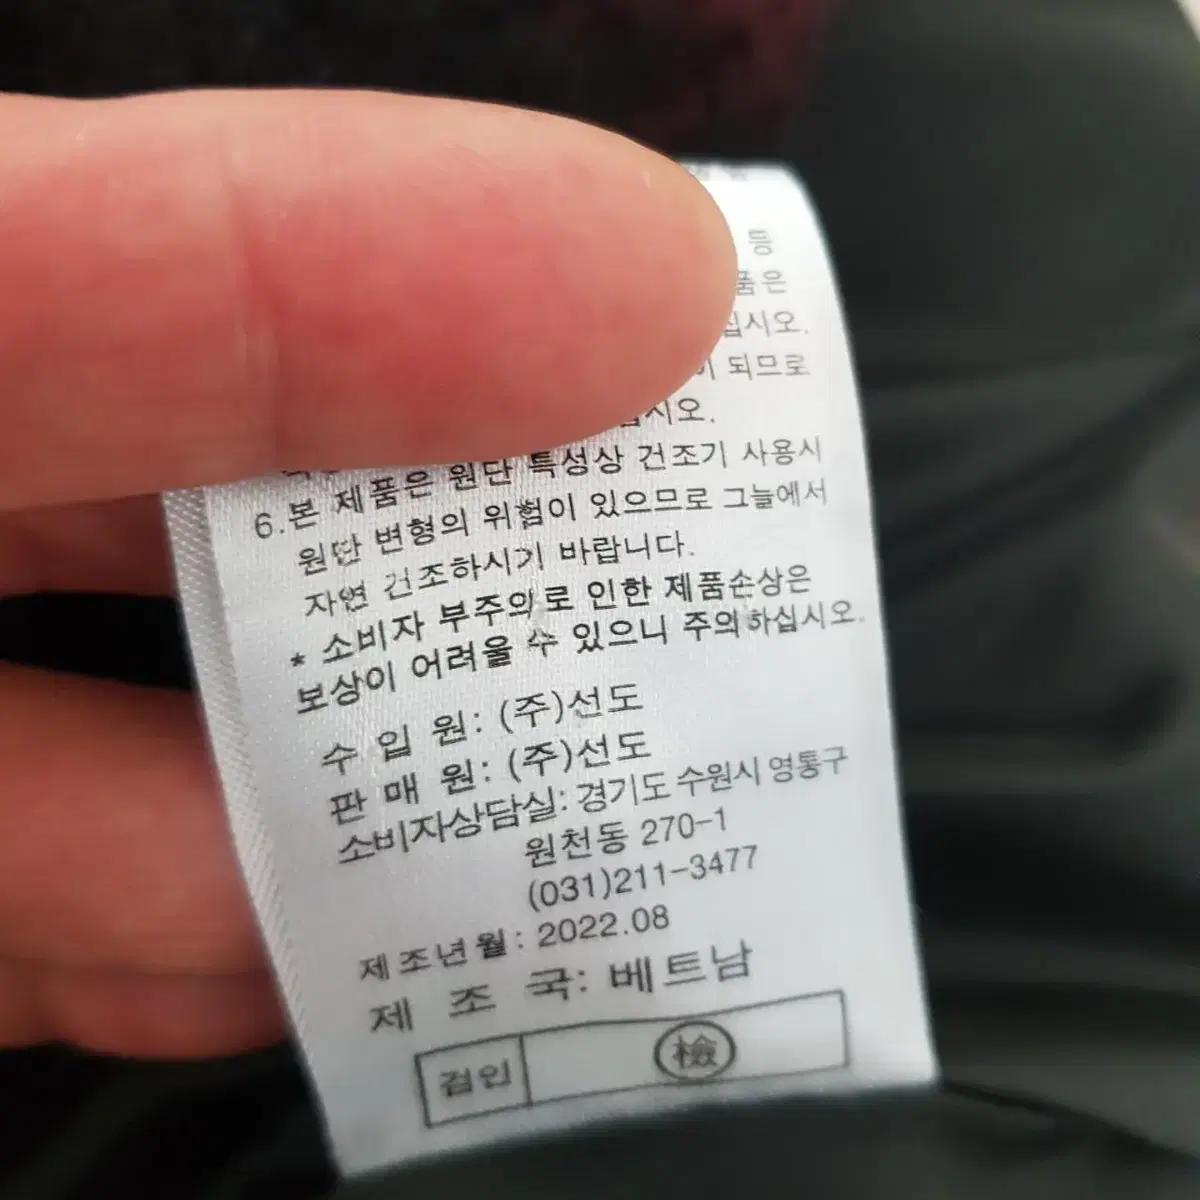 등
품은
십시오.
되므로
십시오.
6.본 제품은 원단 특성상 건조기 사용시
원단 변형의 위험이 있으므로 그늘에서
자연 건조하시기 바랍니다.
* 소비자 부주의로 인한 제품손상은
보상이 어려울 수 있으니 주의하십시오.
수 입 원: (주)선도
판 매 원: (주)선도
소비자상담실: 경기도 수원시 영통구
원천동 270-1
(031)211-3477
제조년월: 2022.08
제 조 국: 베트남
검인 檢